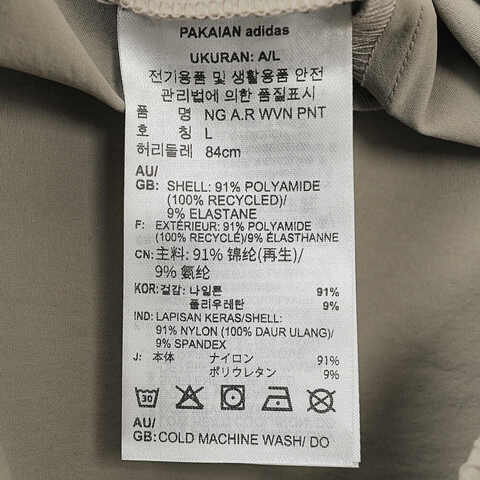 PAKAIAN adidas
UKURAN: A/L
전기용품 및 생활용품 안전
관리법에 의한 품질표시
품 명 NG A.R WVN PNT
호 칭 L
허리둘레 84cm
AU/
GB: SHELL: 91% POLYAMIDE
(100% RECYCLED)/
9% ELASTANE
F: EXTÉRIEUR: 91% POLYAMIDE
(100% RECYCLÉ)/9% ÉLASTHANNE
CN: 主料: 91% 锦纶(再生)/
9% 氨纶
KOR: 겉감: 나일론 91%
폴리우레탄 9%
IND: LAPISAN KERAS/SHELL:
91% NYLON (100% DAUR ULANG)/
9% SPANDEX
J: 本体 ナイロン 91%
ポリウレタン 9%
30
AU/
GB: COLD MACHINE WASH/ DO